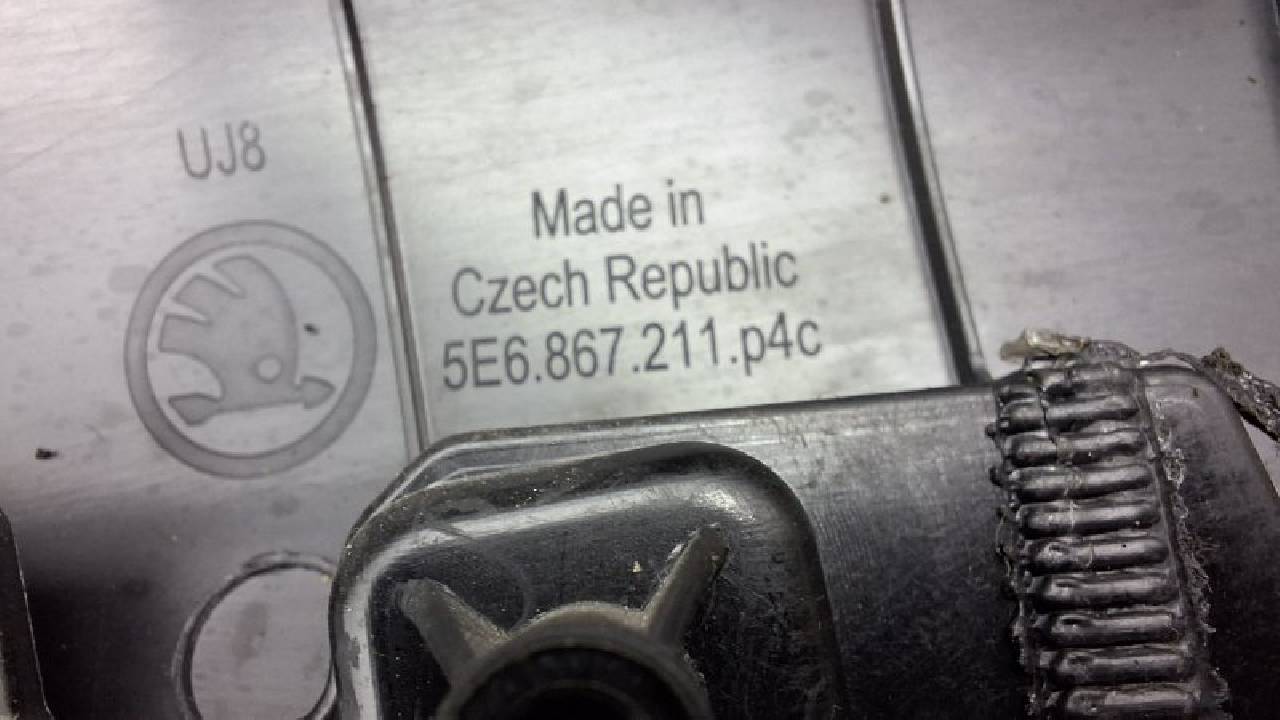 UJ8
Made in
Czech Republic
5E6.867.211.p4c